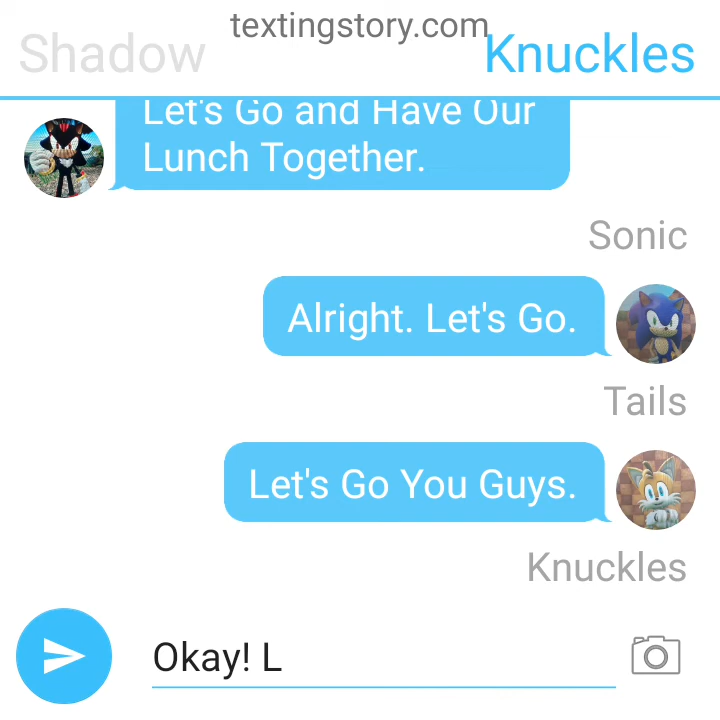 textingstory.com
Shadow
Knuckles
Let's Go and Have Our
Lunch Together.
Sonic
Alright. Let's Go.
Tails
Let's Go You Guys.
Knuckles
Okay! L